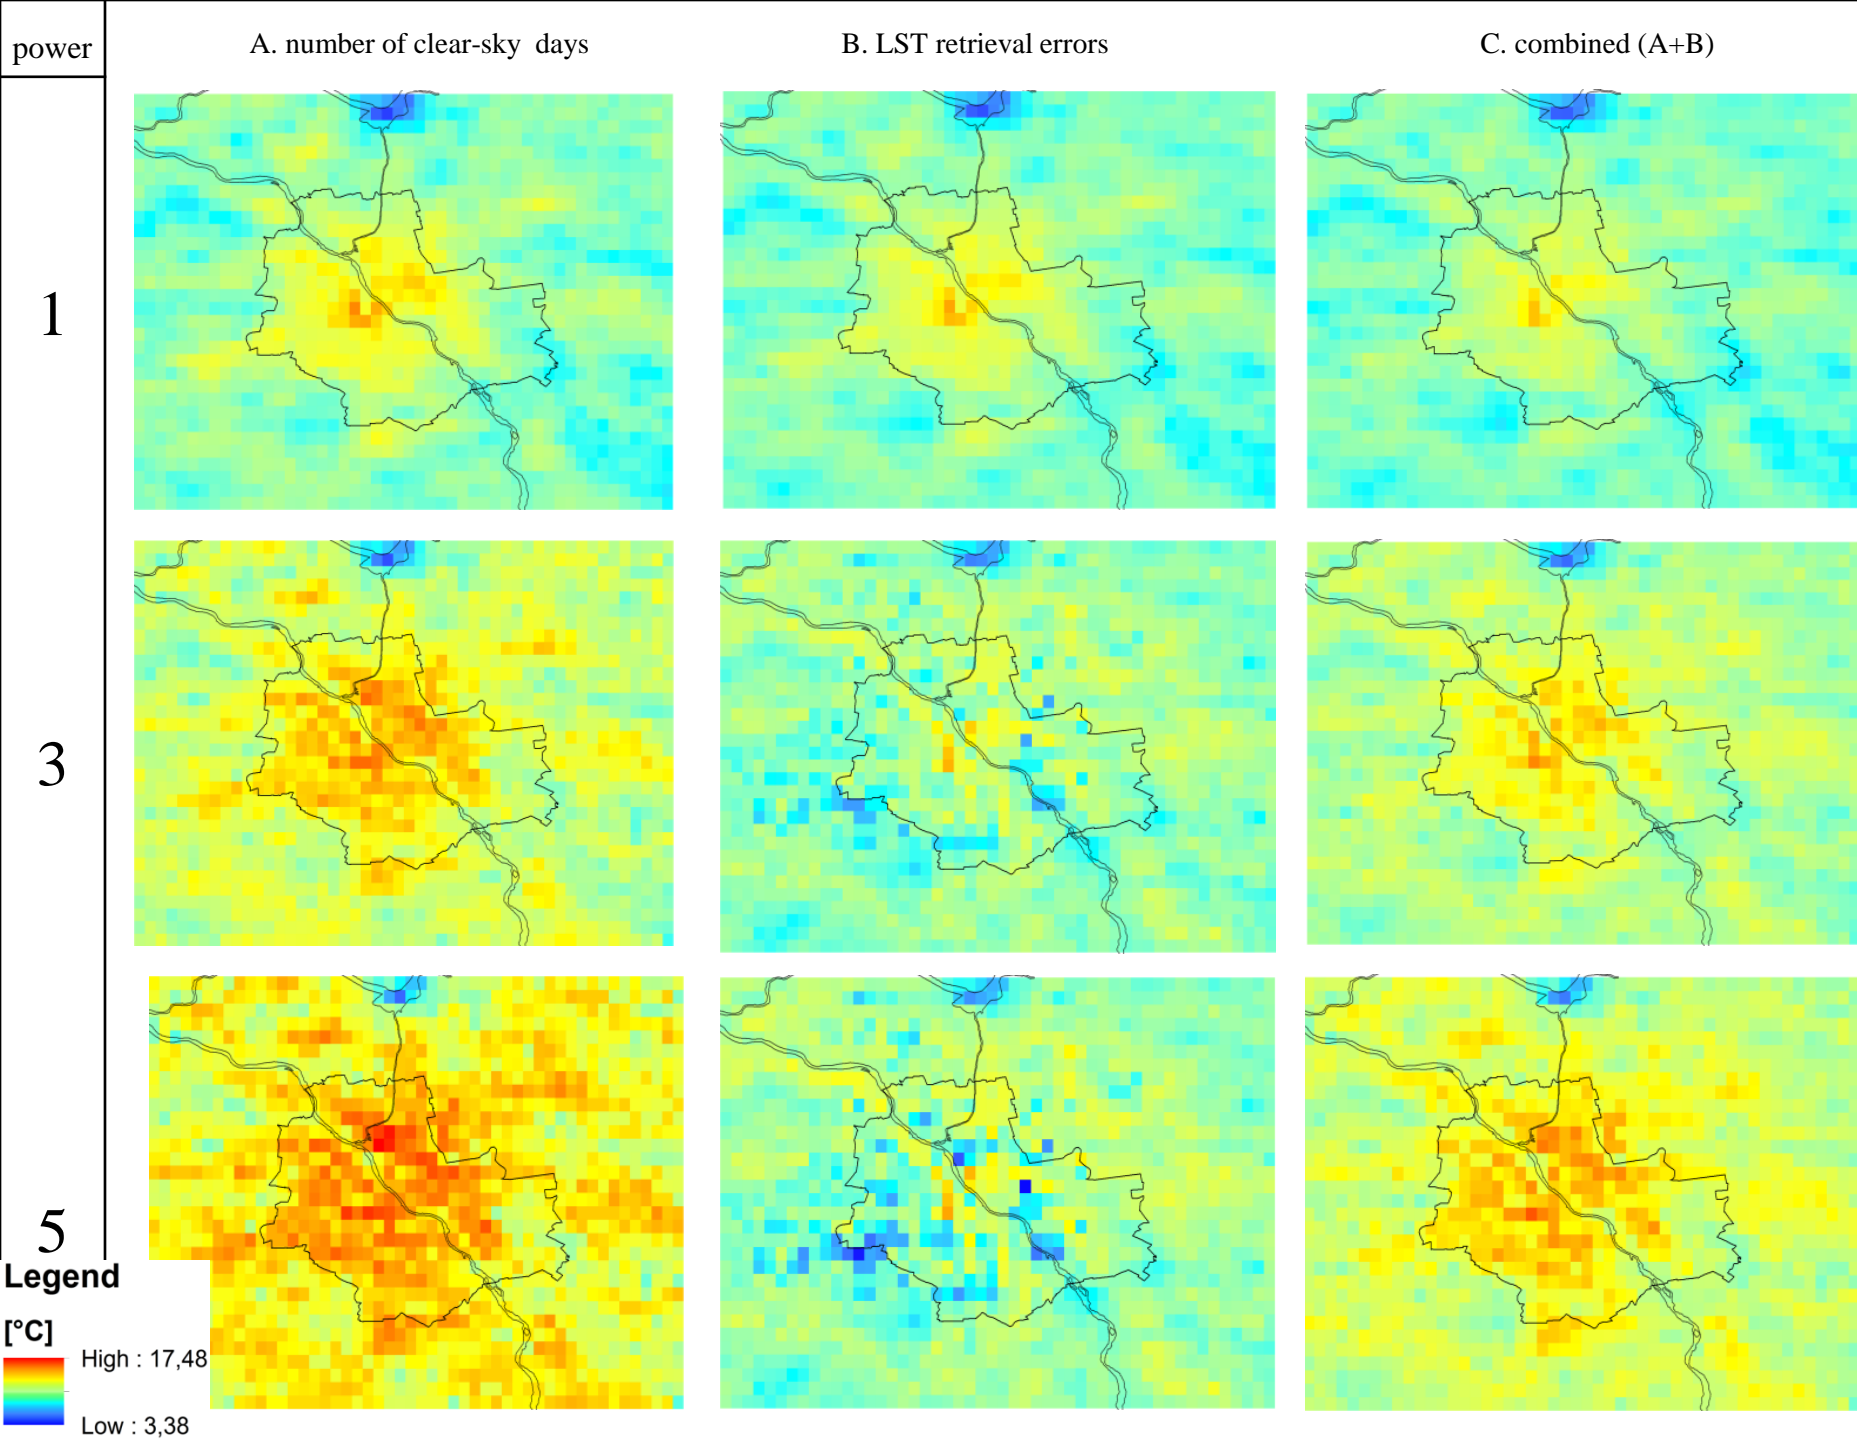 power
A. number of clear-sky days
B. LST retrieval errors
C. combined (A+B)
1
3
5
Legend
[°C]
High : 17,48
Low : 3,38